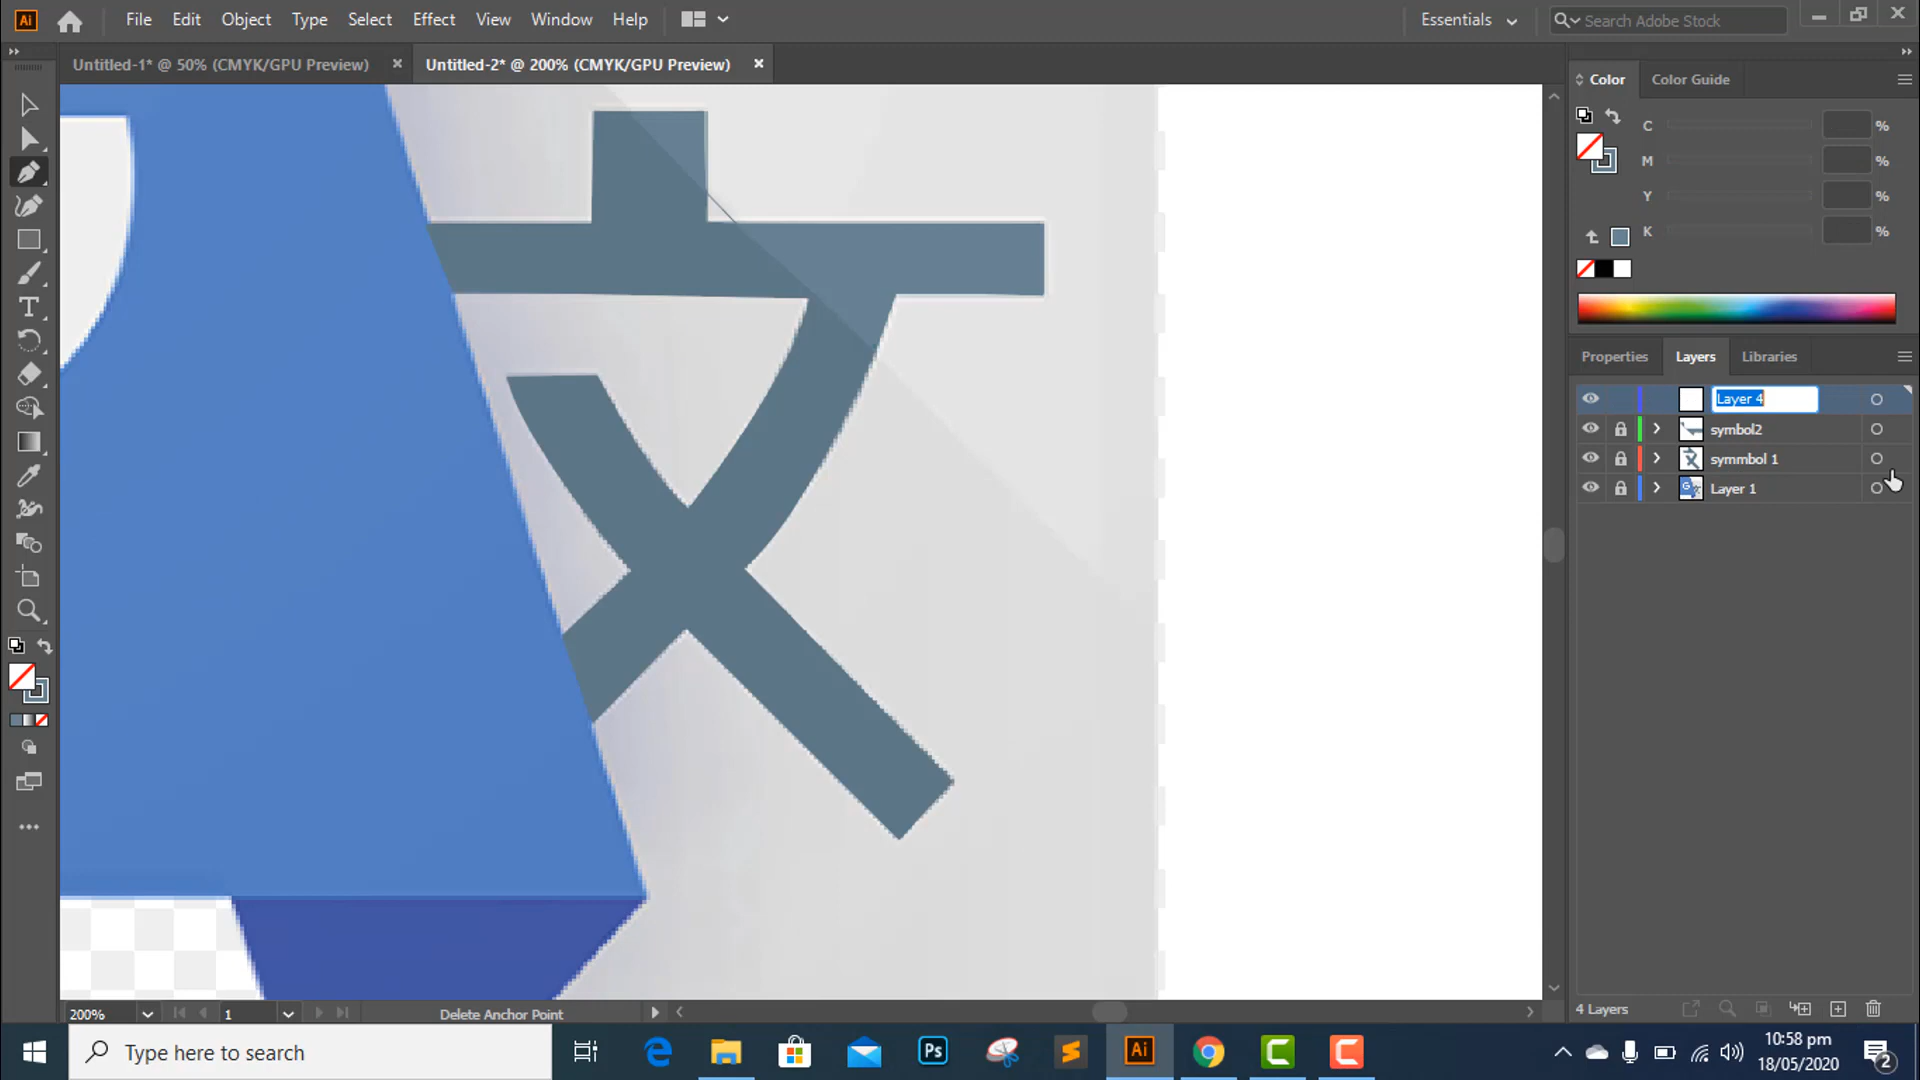 Ai File Edit Object Type Select Effect View Window Help Essentials Search Adobe Stock
Untitled-1* @ 50% (CMYK/GPU Preview) × Untitled-2* @ 200% (CMYK/GPU Preview) ×
Color Color Guide
C %
M %
Y %
K %
Properties Layers Libraries
Layer 4
symbol2
symmbol 1
Layer 1
文
4 Layers
200% 1 Delete Anchor Point
Type here to search
Ps
Ai
10:58 pm
18/05/2020
2